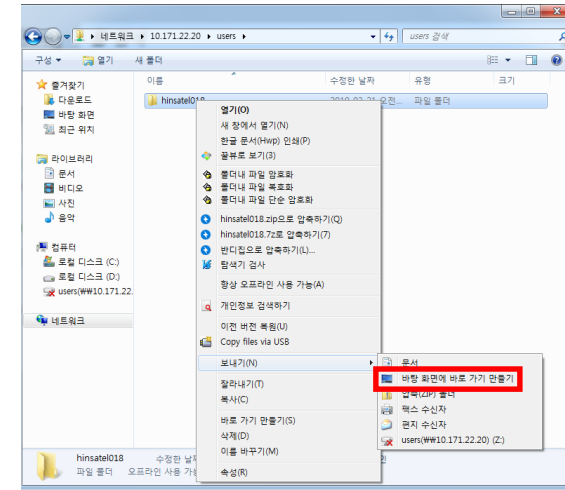 네트워크 ▸ 10.171.22.20 ▸ users ▸
users 검색
구성 ▾ 열기 새 폴더
이름 수정한 날짜 유형 크기
즐겨찾기
다운로드
바탕 화면
최근 위치
라이브러리
문서
비디오
사진
음악
컴퓨터
로컬 디스크 (C:)
로컬 디스크 (D:)
users(₩₩10.171.22.
네트워크
hinsatel018 파일 폴더
열기(O)
새 창에서 열기(N)
한글 문서(Hwp) 인쇄(P)
꿀뷰로 보기(3)
폴더내 파일 암호화
폴더내 파일 복호화
폴더내 파일 단순 암호화
hinsatel018.zip으로 압축하기(Q)
hinsatel018.7z로 압축하기(7)
반디집으로 압축하기(L)...
탐색기 검사
항상 오프라인 사용 가능(A)
개인정보 검색하기
이전 버전 복원(U)
Copy files via USB
보내기(N)
잘라내기(T)
복사(C)
바로 가기 만들기(S)
삭제(D)
이름 바꾸기(M)
속성(R)
문서
바탕 화면에 바로 가기 만들기
압축(ZIP) 폴더
팩스 수신자
편지 수신자
users(₩₩10.171.22.20) (Z:)
hinsatel018 수정한 날짜
파일 폴더 오프라인 사용 가능